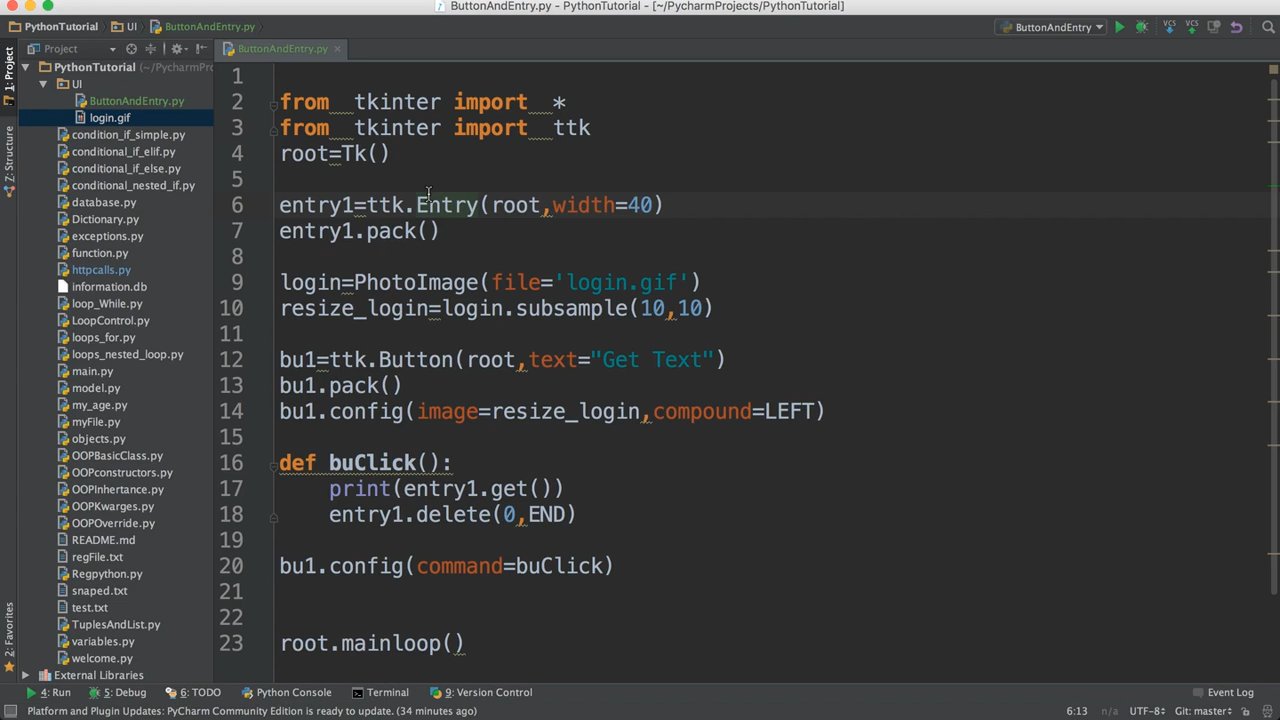 ButtonAndEntry.py - PythonTutorial - [~/PycharmProjects/PythonTutorial]
PythonTutorial UI ButtonAndEntry.py ButtonAndEntry
Project ButtonAndEntry.py
1: Project
7: Structure
2: Favorites
PythonTutorial (~/PycharmPro
UI
ButtonAndEntry.py
login.gif
condition_if_simple.py
conditional_if_elif.py
conditional_if_else.py
conditional_nested_if.py
database.py
Dictionary.py
exceptions.py
function.py
httpcalls.py
information.db
loop_While.py
LoopControl.py
loops_for.py
loops_nested_loop.py
main.py
model.py
my_age.py
myFile.py
objects.py
OOPBasicClass.py
OOPconstructors.py
OOPInhertance.py
OOPKwarges.py
OOPOverride.py
README.md
regFile.txt
Regpython.py
snaped.txt
test.txt
TuplesAndList.py
variables.py
welcome.py
External Libraries
1
2 from tkinter import *
3 from tkinter import ttk
4 root=Tk()
5
6 entry1=ttk.Entry(root,width=40)
7 entry1.pack()
8
9 login=PhotoImage(file='login.gif')
10 resize_login=login.subsample(10,10)
11
12 bu1=ttk.Button(root,text="Get Text")
13 bu1.pack()
14 bu1.config(image=resize_login,compound=LEFT)
15
16 def buClick():
17 print(entry1.get())
18 entry1.delete(0,END)
19
20 bu1.config(command=buClick)
21
22
23 root.mainloop()
4: Run 5: Debug 6: TODO Python Console Terminal 9: Version Control Event Log
Platform and Plugin Updates: PyCharm Community Edition is ready to update. (34 minutes ago) 6:13 n/a UTF-8 Git: master